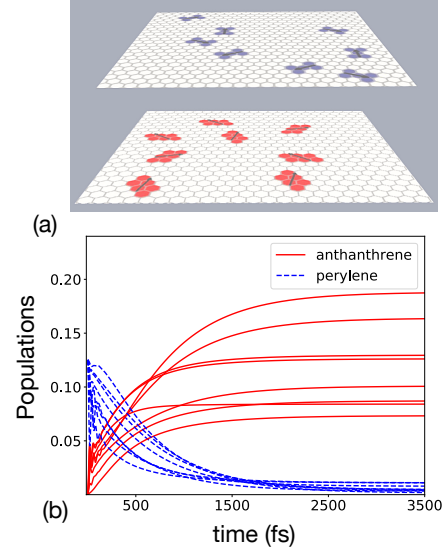 (a)
anthanthrene
perylene
0.20
0.15
0.10
0.05
Populations
500 1500 2500 3500
(b)
time (fs)